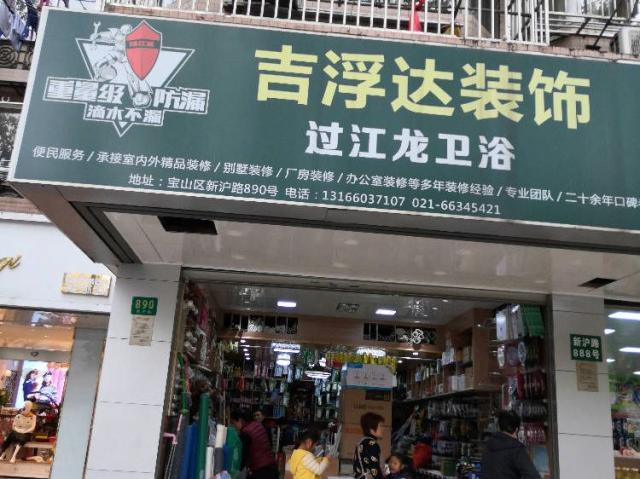 吉浮达装饰
过江龙卫浴
过江龙
重量级 防漏
滴水不漏
便民服务/承接室内外精品装修/别墅装修/厂房装修/办公室装修等多年装修经验/专业团队/二十余年口碑
地址:宝山区新沪路890号 电话:13166037107 021-66345421
890
新沪路
888号